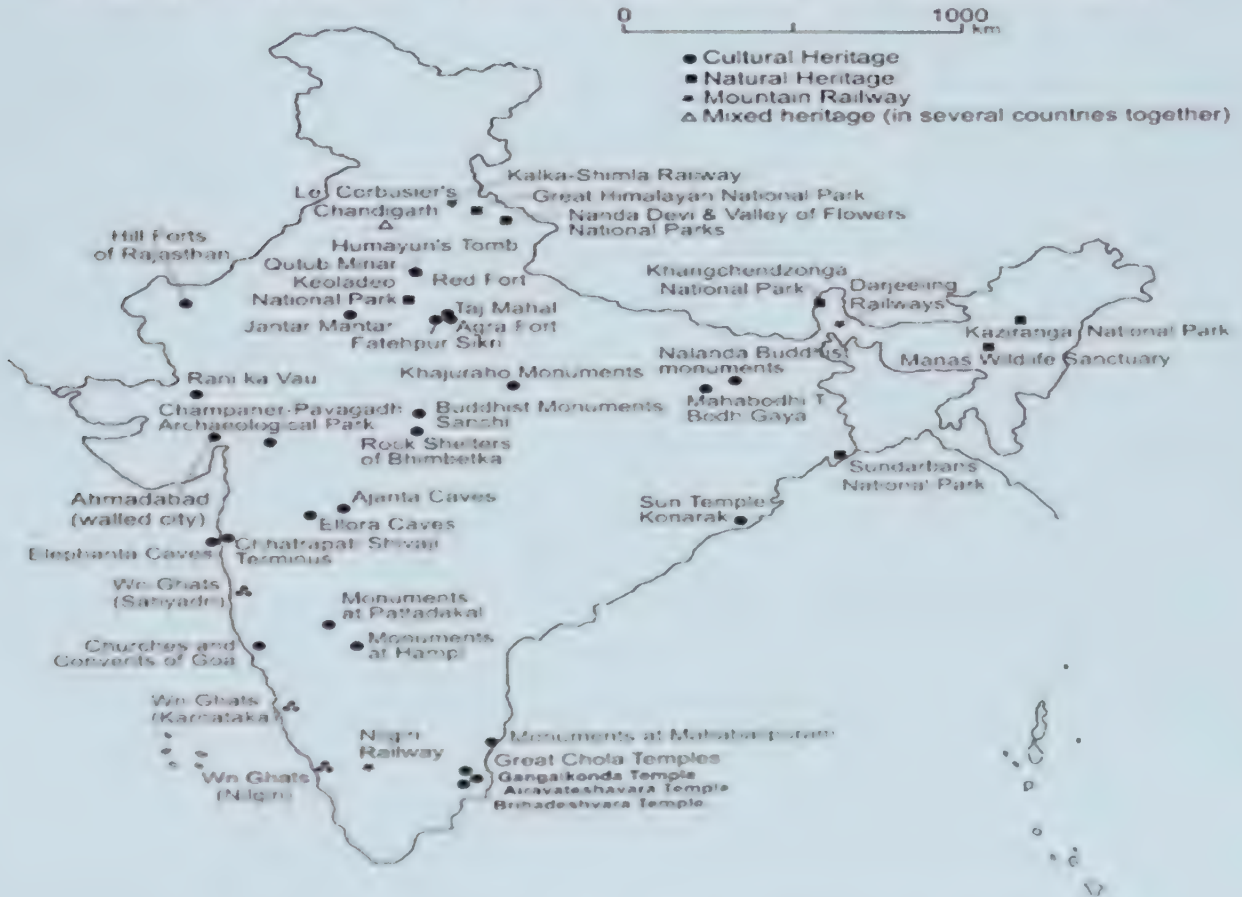 0 1000
km
Cultural Heritage
Natural Heritage
Mountain Railway
Mixed heritage (in several countries together)
Kalka-Shimla Railway
Le Corbusier's
Chandigarh
Great Himalayan National Park
Nanda Devi & Valley of Flowers
National Parks
Hill Forts
of Rajasthan
Humayun's Tomb
Qutub Minar
Red Fort
Keoladeo
National Park
Jantar Mantar
Taj Mahal
Agra Fort
Fatehpur Sikri
Khangchendzonga
National Park
Darjeeling
Railways
Kaziranga National Park
Manas Wildlife Sanctuary
Nalanda Buddhist
monuments
Mahabodhi T
Bodh Gaya
Khajuraho Monuments
Rani ka Vau
Champaner-Pavagadh
Archaeological Park
Buddhist Monuments
Sanchi
Rock Shelters
of Bhimbetka
Sundarbans
National Park
Ahmadabad
(walled city)
Ajanta Caves
Ellora Caves
Sun Temple
Konarak
Elephanta Caves
Chhatrapati Shivaji
Terminus
Wn Ghats
(Sahyadri)
Monuments
at Pattadakal
Churches and
Convents of Goa
Monuments
at Hampi
Wn Ghats
(Karnataka)
Nilgiri
Railway
Wn Ghats
(Nilgiri)
Monuments at Mahabalipuram
Great Chola Temples
Gangaikonda Temple
Airavateshavara Temple
Brihadeshvara Temple